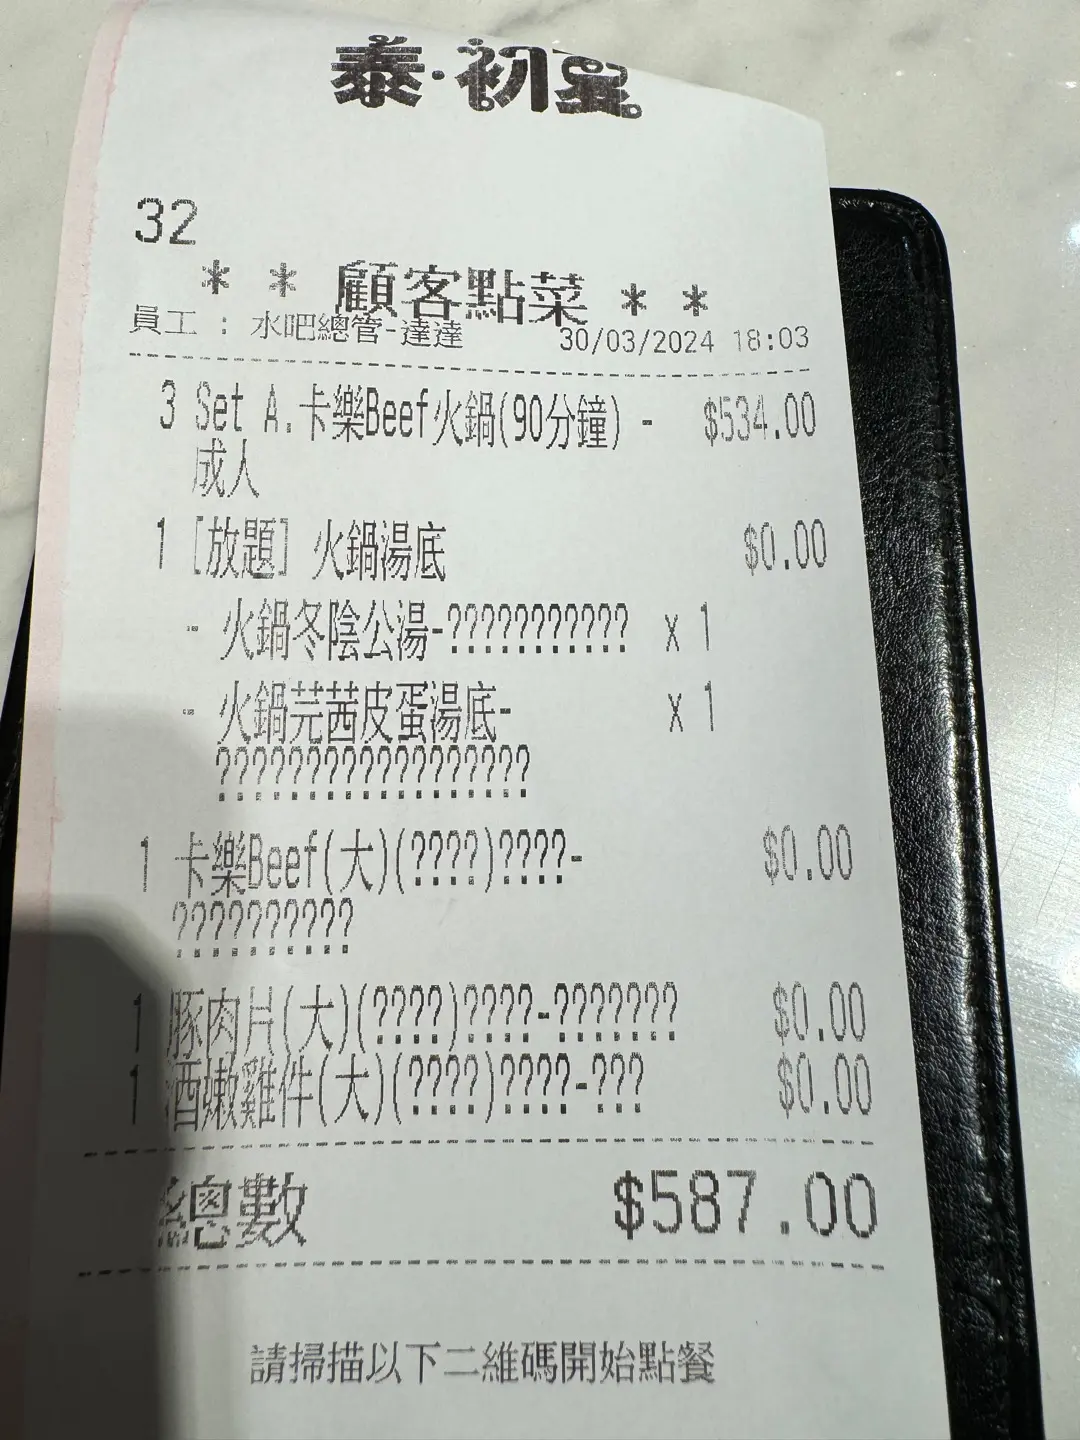 泰·初選
32
* * 顧客點菜 * *
員工 : 水吧總管-達達 30/03/2024 18:03
3 Set A.卡樂Beef火鍋(90分鐘) - $534.00
成人
1 [放題] 火鍋湯底 $0.00
- 火鍋冬陰公湯-??????????? x 1
- 火鍋芫茜皮蛋湯底- x 1
??????????????????
1 卡樂Beef(大)(????)????- $0.00
??????????
1 豚肉片(大)(????)????-??????? $0.00
1 酒嫩雞件(大)(????)????-??? $0.00
總數 $587.00
請掃描以下二維碼開始點餐